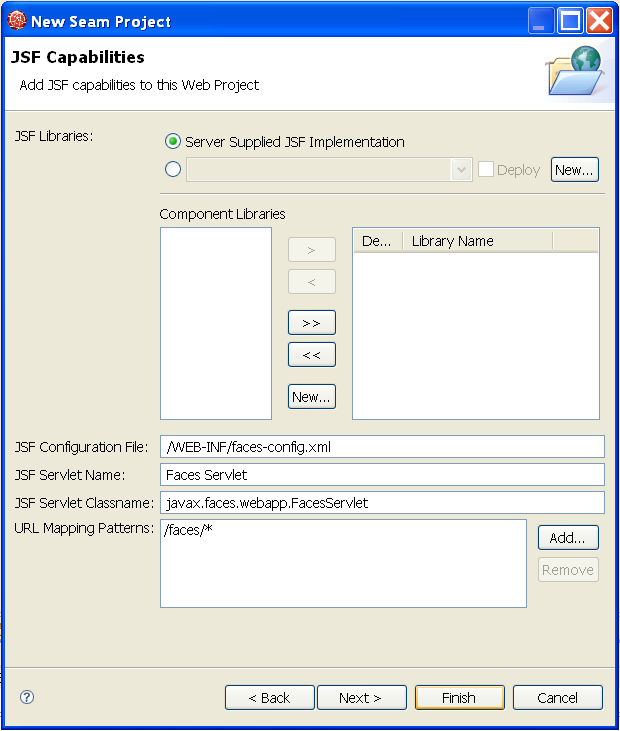 New Seam Project
JSF Capabilities
Add JSF capabilities to this Web Project
JSF Libraries:
Server Supplied JSF Implementation
Deploy
New...
Component Libraries
>
<
>>
<<
New...
De...
Library Name
JSF Configuration File:
/WEB-INF/faces-config.xml
JSF Servlet Name:
Faces Servlet
JSF Servlet Classname:
javax.faces.webapp.FacesServlet
URL Mapping Patterns:
/faces/*
Add...
Remove
?
< Back
Next >
Finish
Cancel